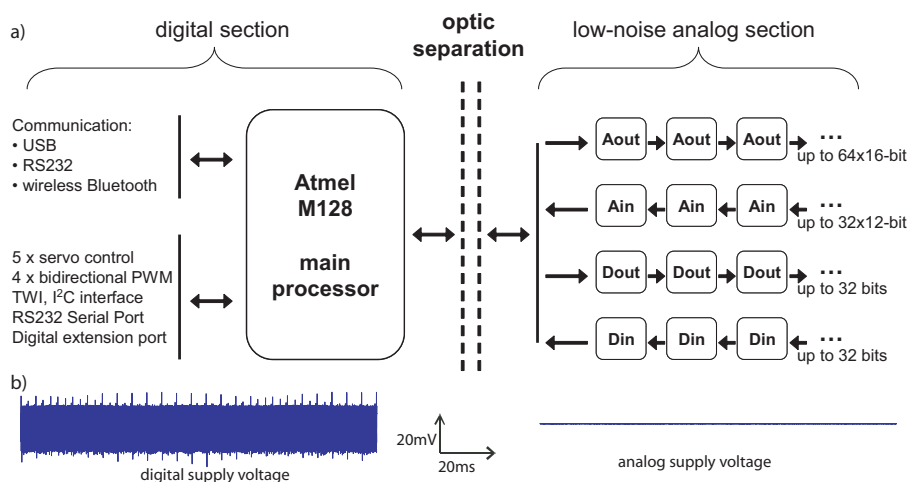 a)
digital section
optic
separation
low-noise analog section
Communication:
• USB
• RS232
• wireless Bluetooth
5 x servo control
4 x bidirectional PWM
TWI, I²C interface
RS232 Serial Port
Digital extension port
Atmel
M128
main
processor
Aout Aout Aout ...
up to 64x16-bit
Ain Ain Ain ...
up to 32x12-bit
Dout Dout Dout ...
up to 32 bits
Din Din Din ...
up to 32 bits
b)
digital supply voltage
20mV
20ms
analog supply voltage